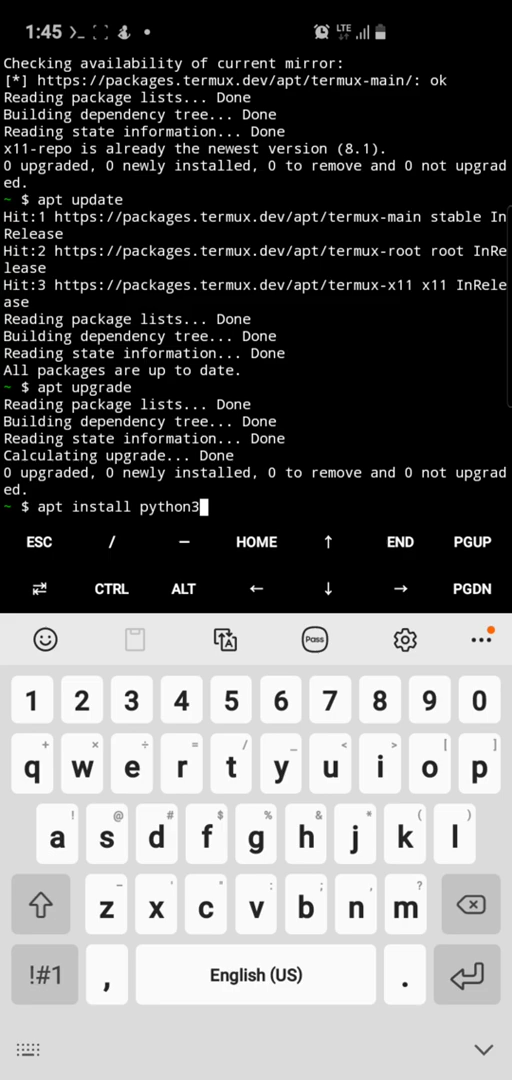 1:45 >_ LTE
Checking availability of current mirror:
[*] https://packages.termux.dev/apt/termux-main/: ok
Reading package lists... Done
Building dependency tree... Done
Reading state information... Done
x11-repo is already the newest version (8.1).
0 upgraded, 0 newly installed, 0 to remove and 0 not upgrad
ed.
~ $ apt update
Hit:1 https://packages.termux.dev/apt/termux-main stable In
Release
Hit:2 https://packages.termux.dev/apt/termux-root root InRe
lease
Hit:3 https://packages.termux.dev/apt/termux-x11 x11 InRele
ase
Reading package lists... Done
Building dependency tree... Done
Reading state information... Done
All packages are up to date.
~ $ apt upgrade
Reading package lists... Done
Building dependency tree... Done
Reading state information... Done
Calculating upgrade... Done
0 upgraded, 0 newly installed, 0 to remove and 0 not upgrad
ed.
~ $ apt install python3
ESC / – HOME ↑ END PGUP
⇄ CTRL ALT ← ↓ → PGDN
Pass
1 2 3 4 5 6 7 8 9 0
+ × ÷ = / _ < > [ ]
q w e r t y u i o p
! @ # $ % ^ & * ( )
a s d f g h j k l
- ' " : ; , ?
z x c v b n m
!#1 , English (US) .